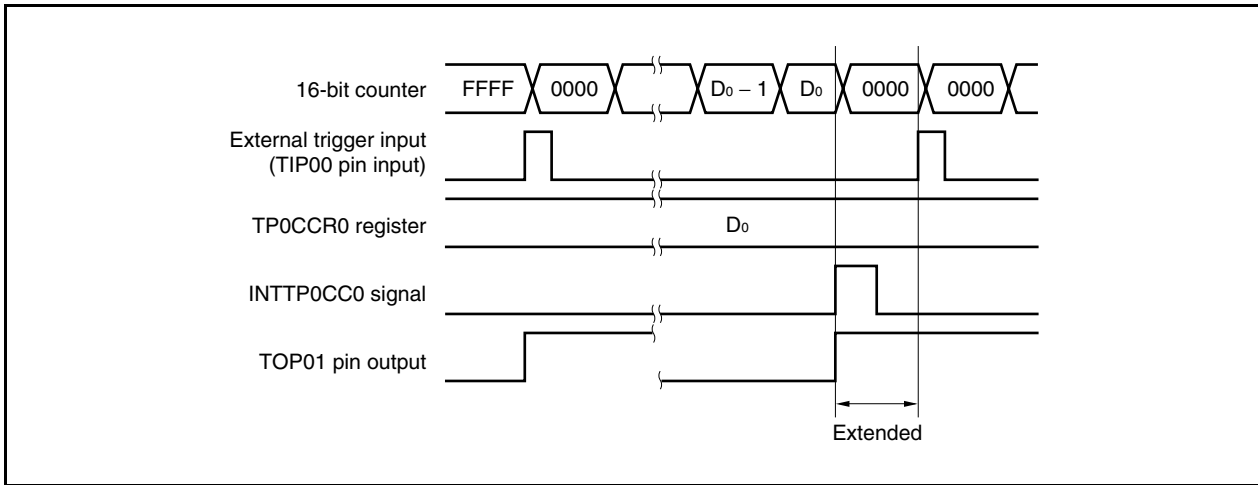 16-bit counter FFFF 0000 D0 − 1 D0 0000 0000
External trigger input
(TIP00 pin input)
TP0CCR0 register D0
INTTP0CC0 signal
TOP01 pin output
Extended